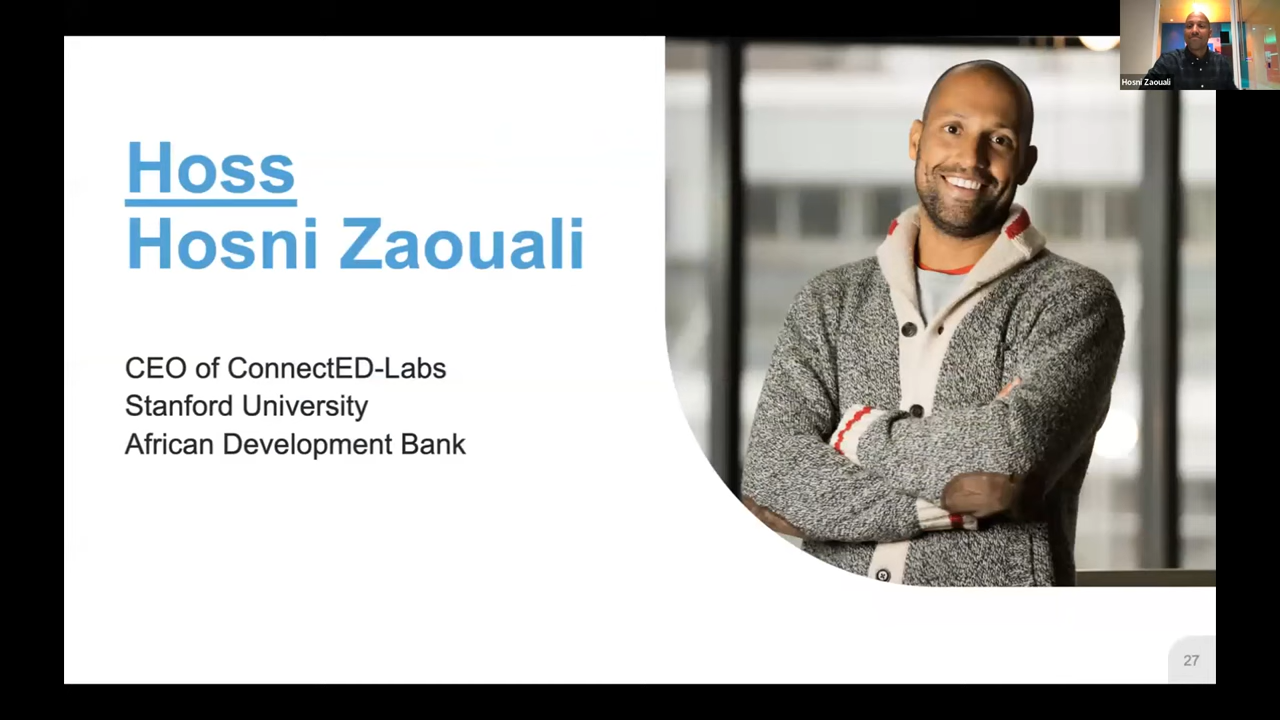 Hoss
Hosni Zaouali
CEO of ConnectED-Labs
Stanford University
African Development Bank
27
Hosni Zaouali